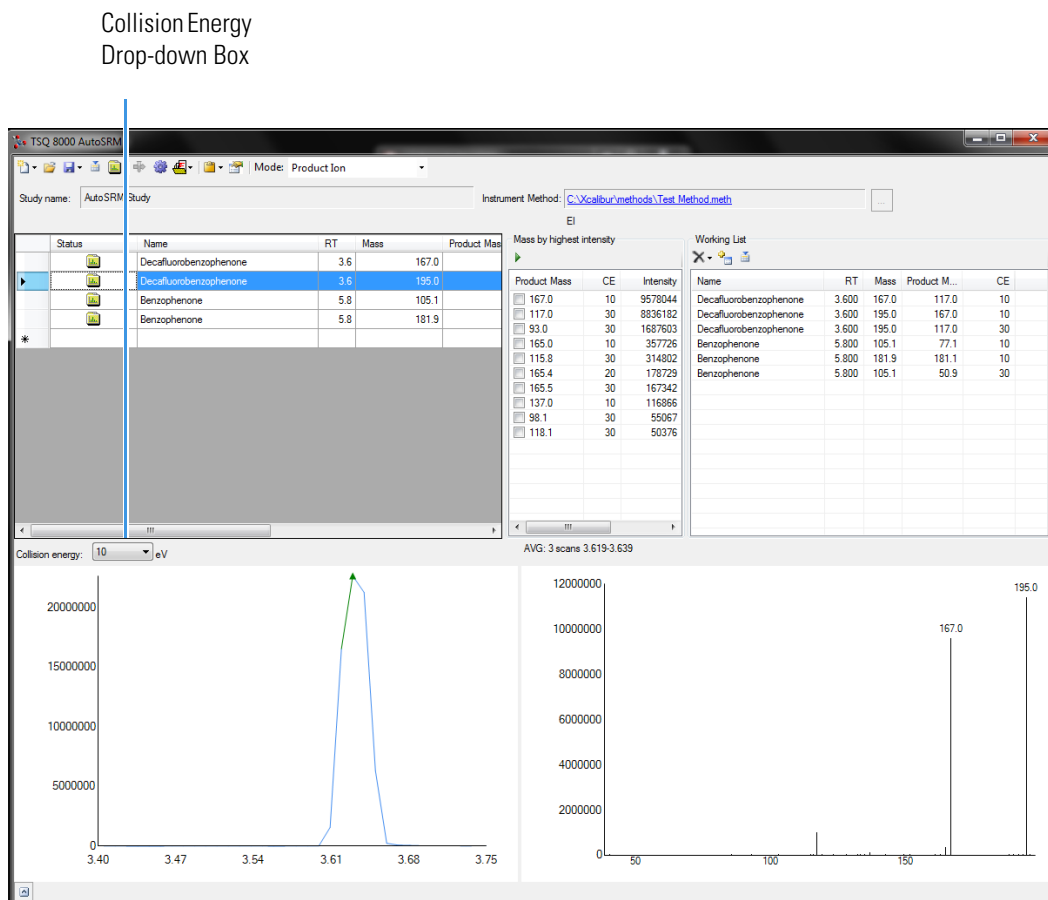 Collision Energy
Drop-down Box
TSQ 8000 AutoSRM
Mode: Product Ion
Study name: AutoSRM Study
Instrument Method: C:\Xcalibur\methods\Test Method.meth ...
EI
Status Name RT Mass Product Mas
Decafluorobenzophenone 3.6 167.0
Decafluorobenzophenone 3.6 195.0
Benzophenone 5.8 105.1
Benzophenone 5.8 181.9
Mass by highest intensity
Product Mass CE Intensity
167.0 10 9578044
117.0 30 8836182
93.0 30 1687603
165.0 10 357726
115.8 30 314802
165.4 20 178729
165.5 30 167342
137.0 10 116866
98.1 30 55067
118.1 30 50376
Working List
Name RT Mass Product M... CE
Decafluorobenzophenone 3.600 167.0 117.0 10
Decafluorobenzophenone 3.600 195.0 167.0 10
Decafluorobenzophenone 3.600 195.0 117.0 30
Benzophenone 5.800 105.1 77.1 10
Benzophenone 5.800 181.9 181.1 10
Benzophenone 5.800 105.1 50.9 30
Collision energy: 10 eV
AVG: 3 scans 3.619-3.639
20000000
15000000
10000000
5000000
0
3.40 3.47 3.54 3.61 3.68 3.75
12000000
10000000
8000000
6000000
4000000
2000000
0
195.0
167.0
50 100 150